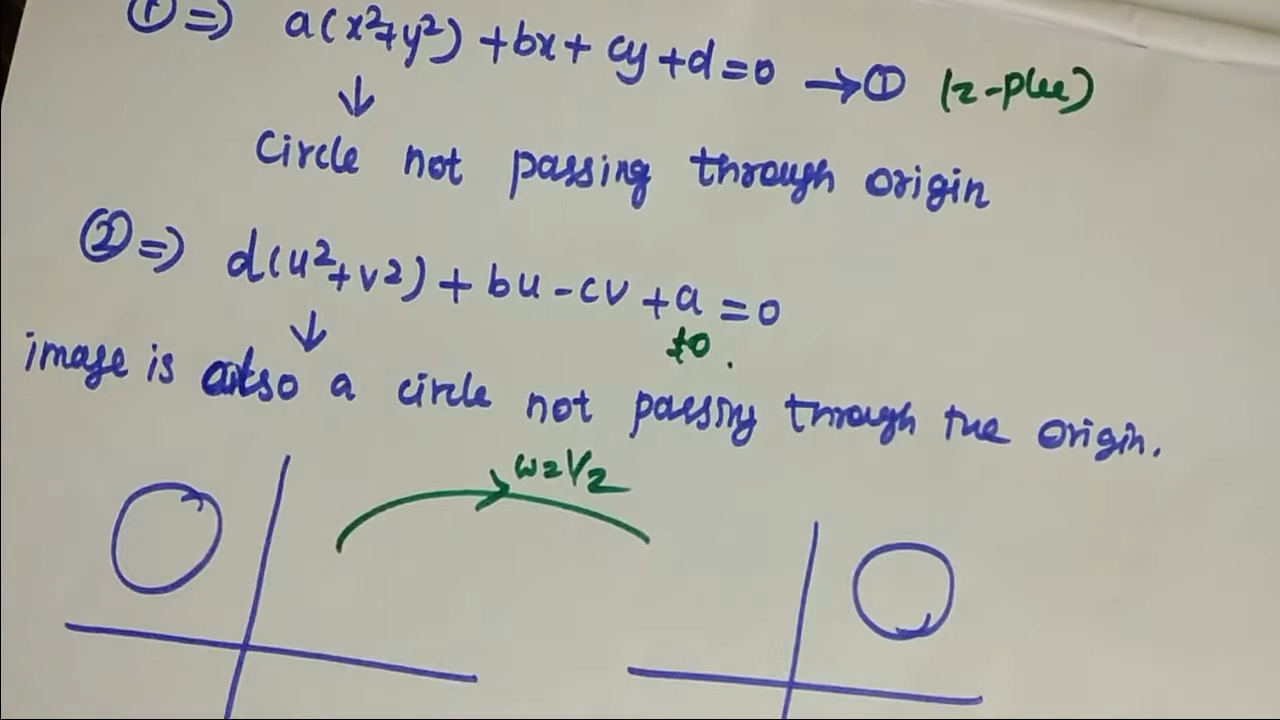 ① => a(x²+y²) +bx+ cy +d=0 → ① (z-plne)
↓
Circle not passing through origin
② => d(u²+v²) + bu -cv +a = 0
≠0.
↓
image is also a circle not passing through the origin.
w=1/z